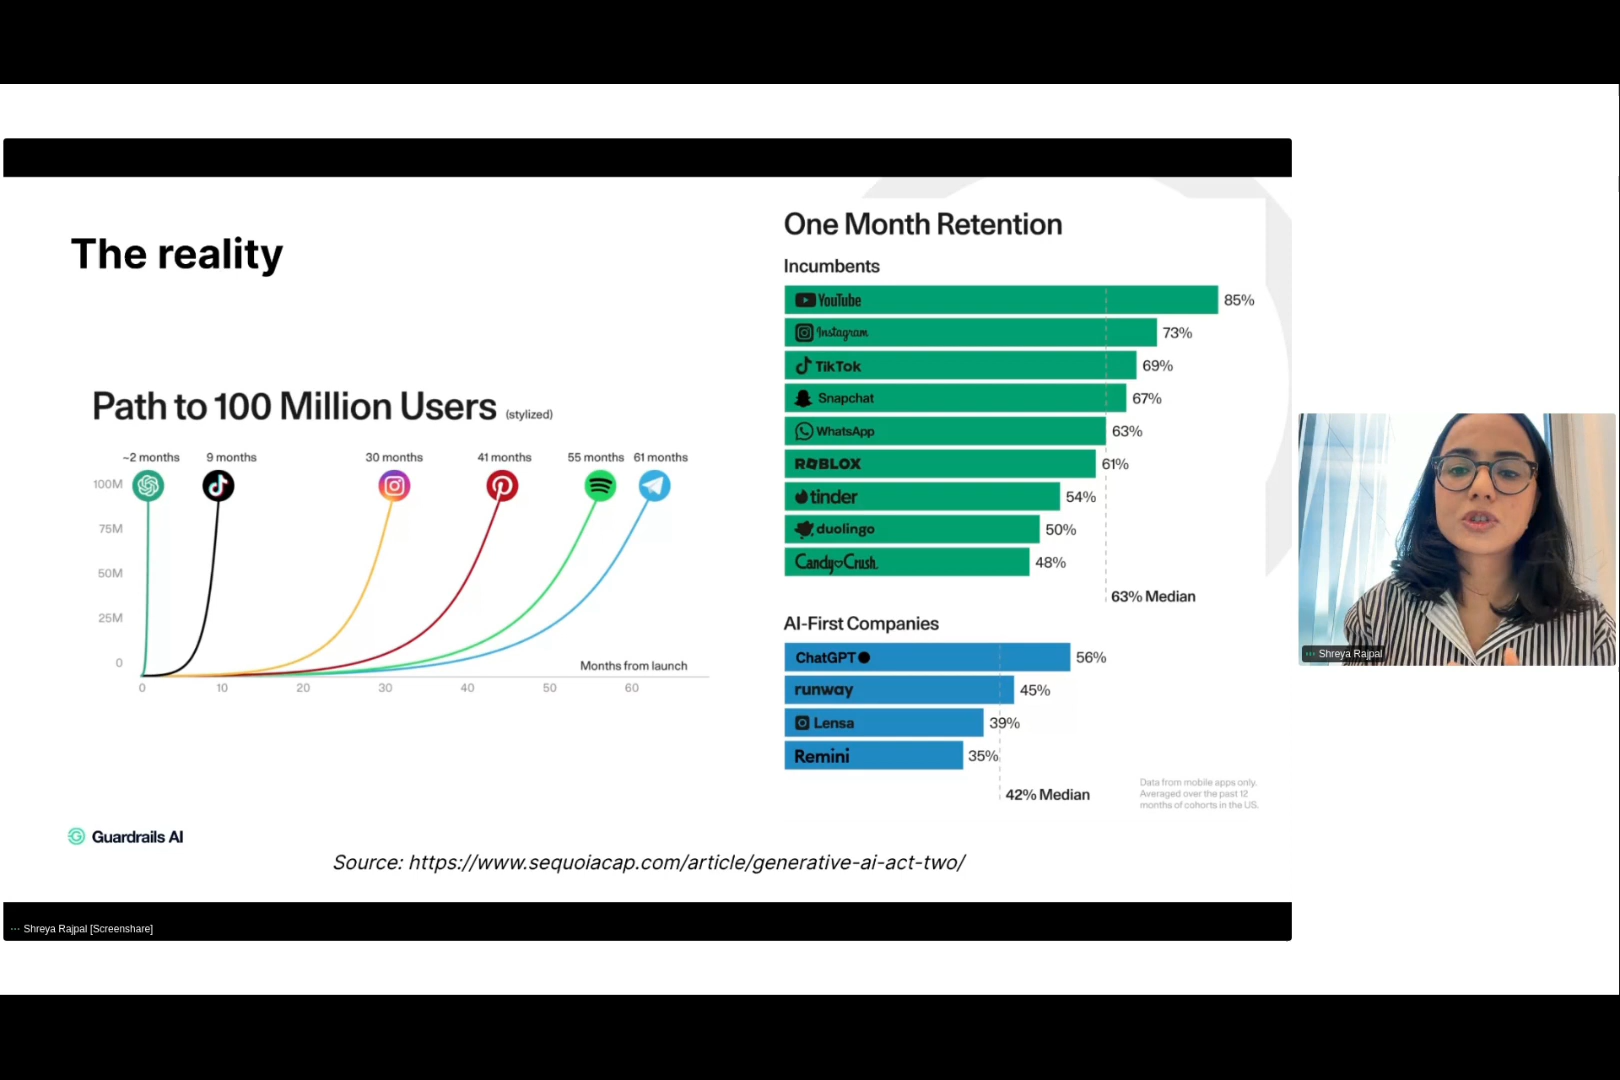 The reality
Path to 100 Million Users (stylized)
~2 months 9 months 30 months 41 months 55 months 61 months
100M
75M
50M
25M
0
Months from launch
0 10 20 30 40 50 60
Guardrails AI
One Month Retention
Incumbents
YouTube 85%
Instagram 73%
TikTok 69%
Snapchat 67%
WhatsApp 63%
ROBLOX 61%
tinder 54%
duolingo 50%
Candy Crush 48%
63% Median
AI-First Companies
ChatGPT 56%
runway 45%
Lensa 39%
Remini 35%
42% Median
Data from mobile apps only.
Averaged over the past 12
months of cohorts in the US.
Source: https://www.sequoiacap.com/article/generative-ai-act-two/
Shreya Rajpal
Shreya Rajpal [Screenshare]